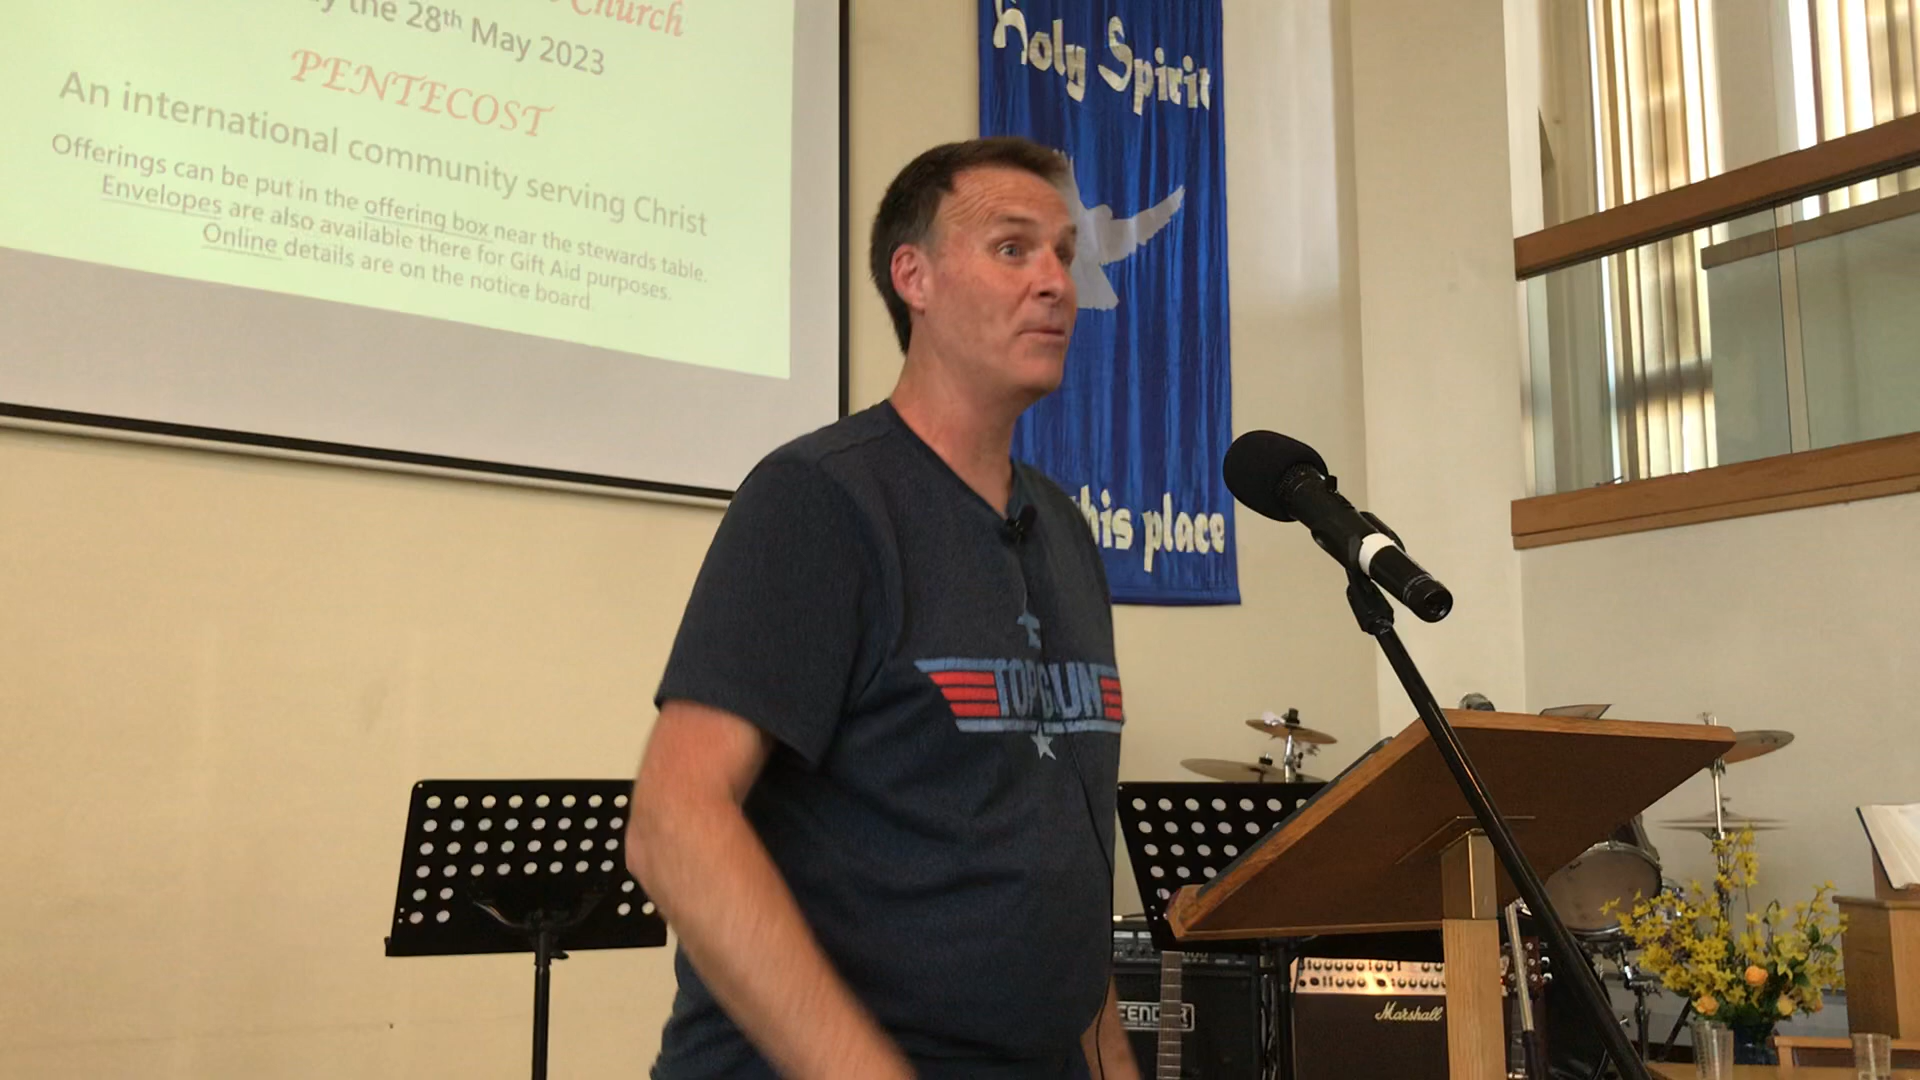 Church
the 28th May 2023
PENTECOST
An international community serving Christ
Offerings can be put in the offering box near the stewards table.
Envelopes are also available there for Gift Aid purposes.
Online details are on the notice board
Holy Spirit
this place
TOP GUN
FENDER
Marshall